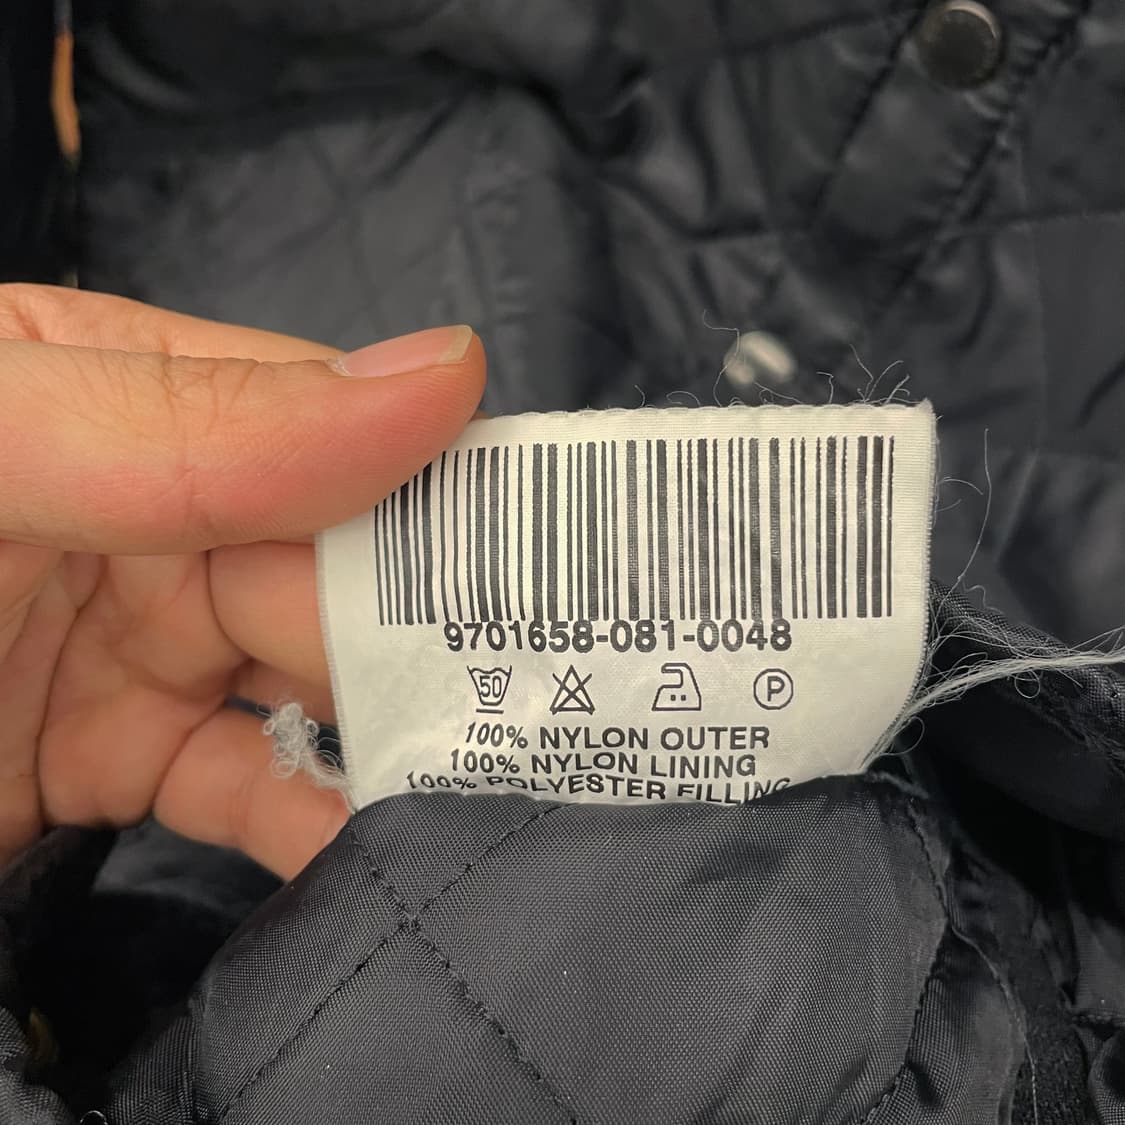 9701658-081-0048
50 P
100% NYLON OUTER
100% NYLON LINING
100% POLYESTER FILLING